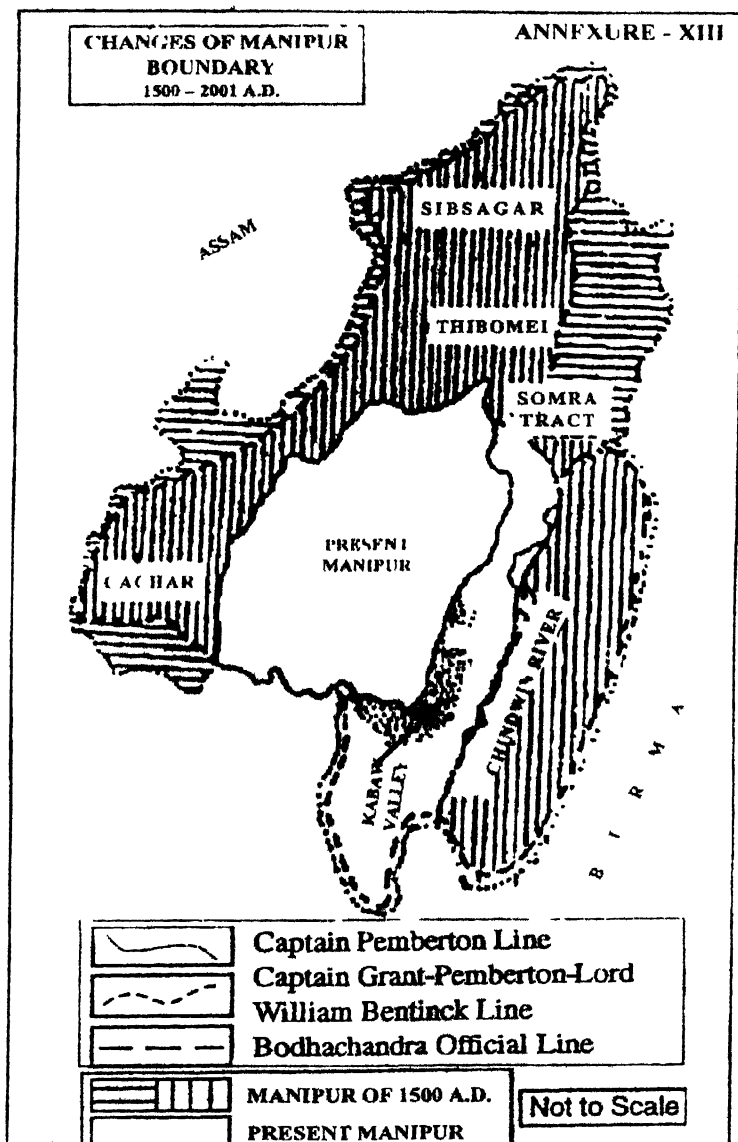 CHANGES OF MANIPUR
BOUNDARY
1500 – 2001 A.D.
ANNEXURE - XIII
SIBSAGAR
ASSAM
THIBOMEI
SOMRA
TRACT
PRESENT
MANIPUR
CACHAR
CHINDWIN RIVER
KABAW
VALLEY
BIRMA
Captain Pemberton Line
Captain Grant-Pemberton-Lord
William Bentinck Line
Bodhachandra Official Line
MANIPUR OF 1500 A.D.
Not to Scale
PRESENT MANIPUR